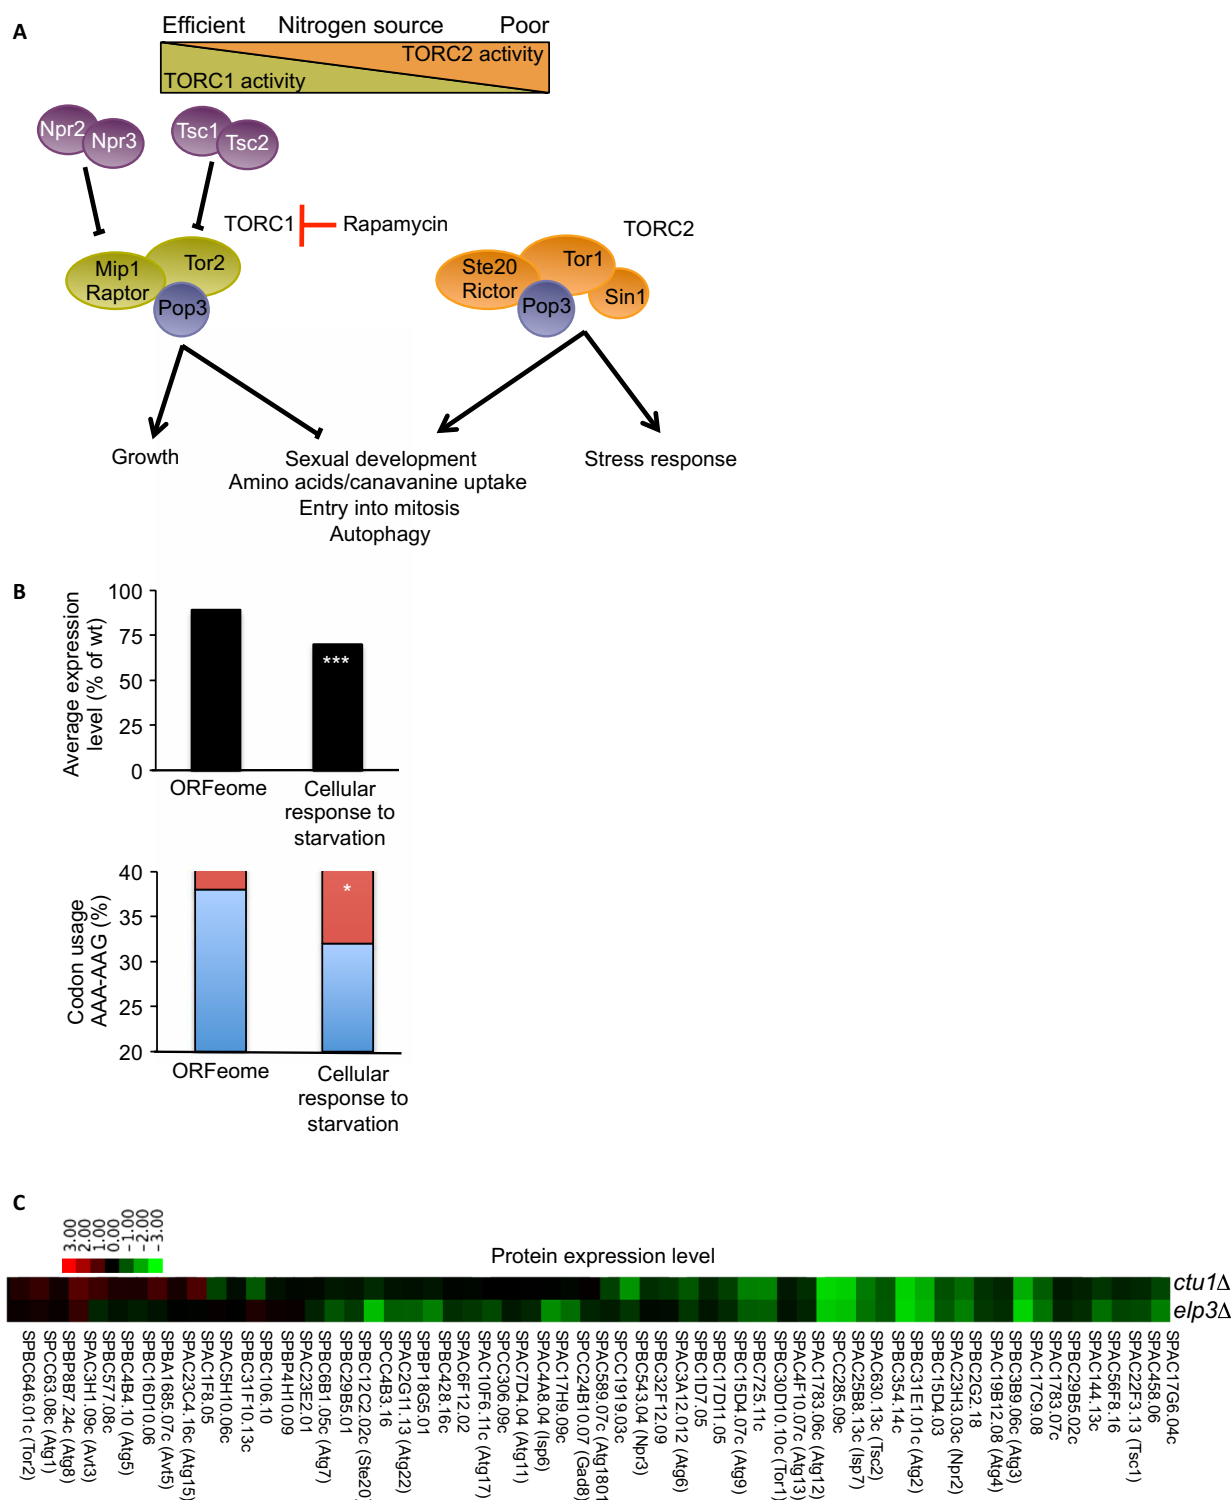 A
Efficient Nitrogen source Poor
TORC2 activity
TORC1 activity
Npr2
Npr3
Tsc1
Tsc2
TORC1
Rapamycin
TORC2
Mip1
Raptor
Tor2
Pop3
Ste20
Rictor
Tor1
Pop3
Sin1
Growth
Sexual development
Amino acids/canavanine uptake
Entry into mitosis
Autophagy
Stress response
B
Average expression
level (% of wt)
100
75
50
25
0
***
ORFeome
Cellular
response to
starvation
Codon usage
AAA-AAG (%)
40
35
30
25
20
*
ORFeome
Cellular
response to
starvation
C
3.00
2.00
1.00
0.00
-1.00
-2.00
-3.00
Protein expression level
ctu1Δ
elp3Δ
SPBC646.01c (Tor2)
SPCC63.08c (Atg1)
SPBP8B7.24c (Atg8)
SPAC3H1.09c (Avt3)
SPBC577.08c
SPBC4B4.10 (Atg5)
SPBC16D10.06
SPBA1685.07c (Avt5)
SPAC23C4.16c (Atg15)
SPAC1F8.05
SPAC5H10.06c
SPBC31F10.13c
SPBC106.10
SPBP4H10.09
SPAC23E2.01
SPBC6B1.05c (Atg7)
SPBC29B5.01
SPBC12C2.02c (Ste20)
SPCC4B3.16
SPAC2G11.13 (Atg22)
SPBP18G5.01
SPBC428.16c
SPAC6F12.02
SPAC10F6.11c (Atg17)
SPCC306.09c
SPAC7D4.04 (Atg11)
SPAC4A8.04 (Isp6)
SPAC17H9.09c
SPCC24B10.07 (Gad8)
SPAC589.07c (Atg1801
SPCC1919.03c
SPBC543.04 (Npr3)
SPBC32F12.09
SPAC3A12.012 (Atg6)
SPBC1D7.05
SPBC17D11.05
SPBC15D4.07c (Atg9)
SPBC725.11c
SPBC30D10.10c (Tor1)
SPAC4F10.07c (Atg13)
SPAC1783.06c (Atg12)
SPCC285.09c
SPAC25B8.13c (Isp7)
SPAC630.13c (Tsc2)
SPBC354.14c
SPBC31E1.01c (Atg2)
SPBC15D4.03
SPAC23H3.03c (Npr2)
SPBC2G2.18
SPAC19B12.08 (Atg4)
SPBC3B9.06c (Atg3)
SPAC17C9.08
SPAC1783.07c
SPBC29B5.02c
SPAC144.13c
SPAC56F8.16
SPAC22F3.13 (Tsc1)
SPAC458.06
SPAC17G6.04c